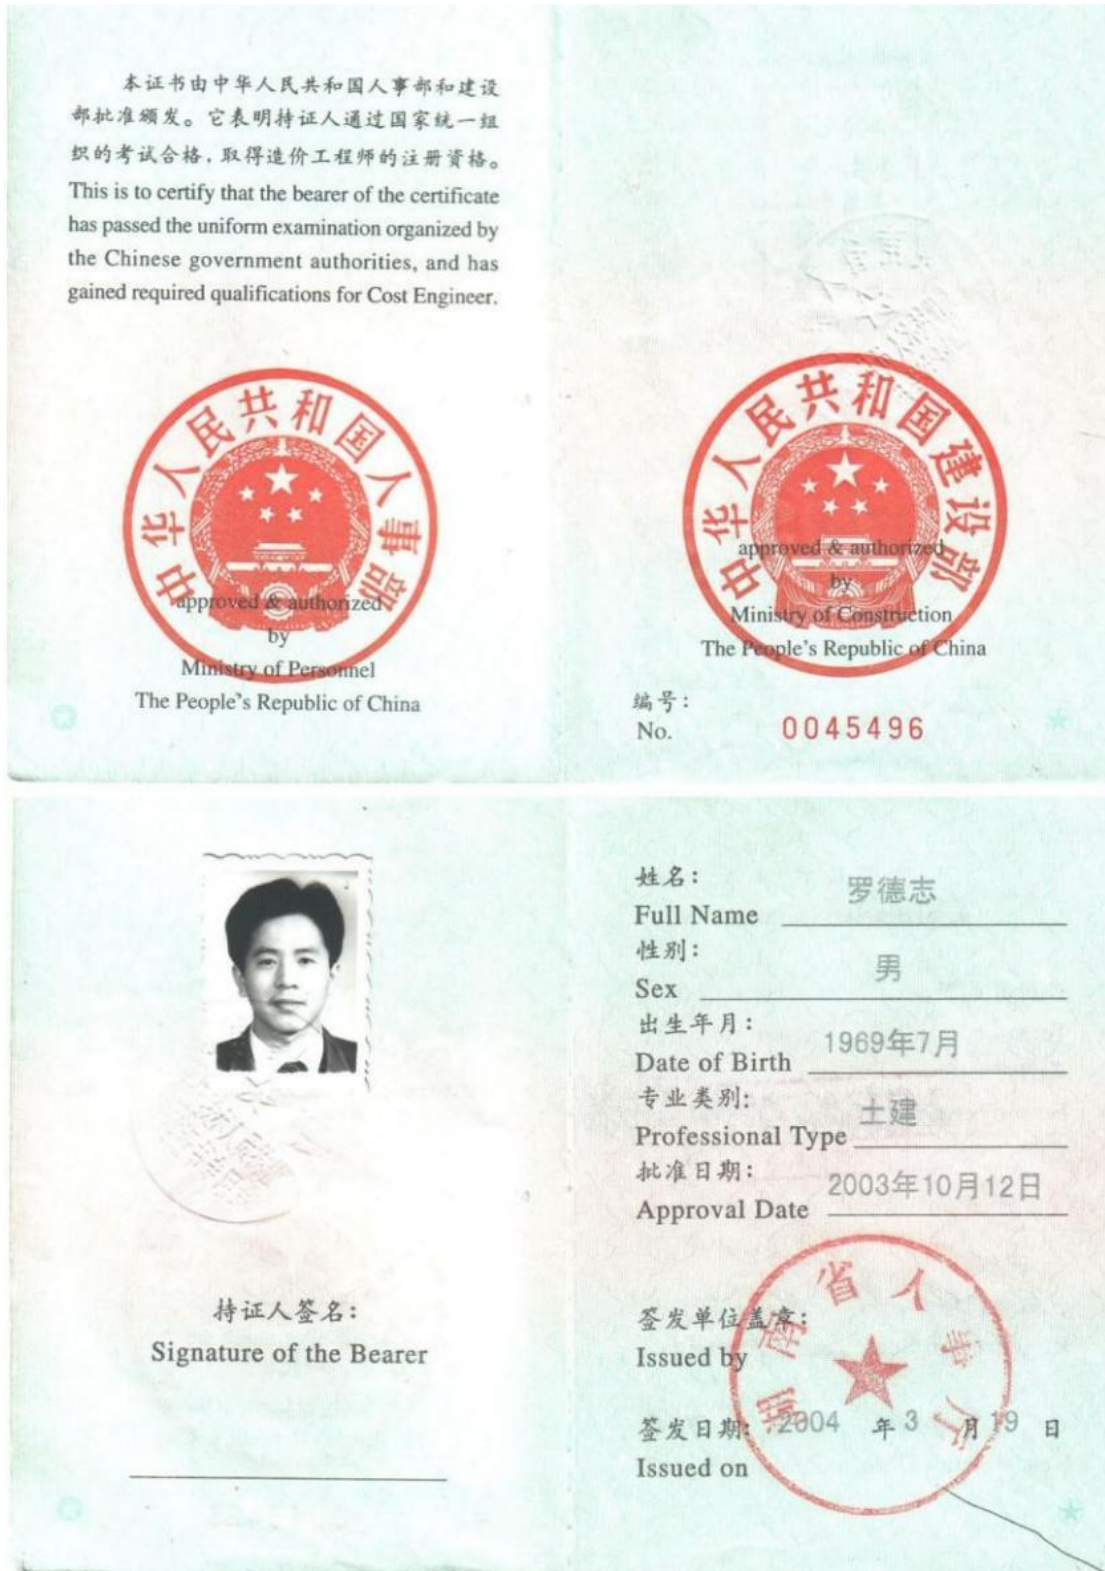 本证书由中华人民共和国人事部和建设
部批准颁发。它表明持证人通过国家统一组
织的考试合格，取得造价工程师的注册资格。
This is to certify that the bearer of the certificate
has passed the uniform examination organized by
the Chinese government authorities, and has
gained required qualifications for Cost Engineer.
中华人民共和国人事部
approved & authorized
by
Ministry of Personnel
The People's Republic of China
中华人民共和国建设部
approved & authorized
by
Ministry of Construction
The People's Republic of China
编号：
No. 0045496
持证人签名：
Signature of the Bearer
姓名： 罗德志
Full Name
性别： 男
Sex
出生年月： 1969年7月
Date of Birth
专业类别: 土建
Professional Type
批准日期： 2003年10月12日
Approval Date
签发单位盖章：
Issued by
湖南省人事厅
签发日期: 2004 年 3 月 19 日
Issued on